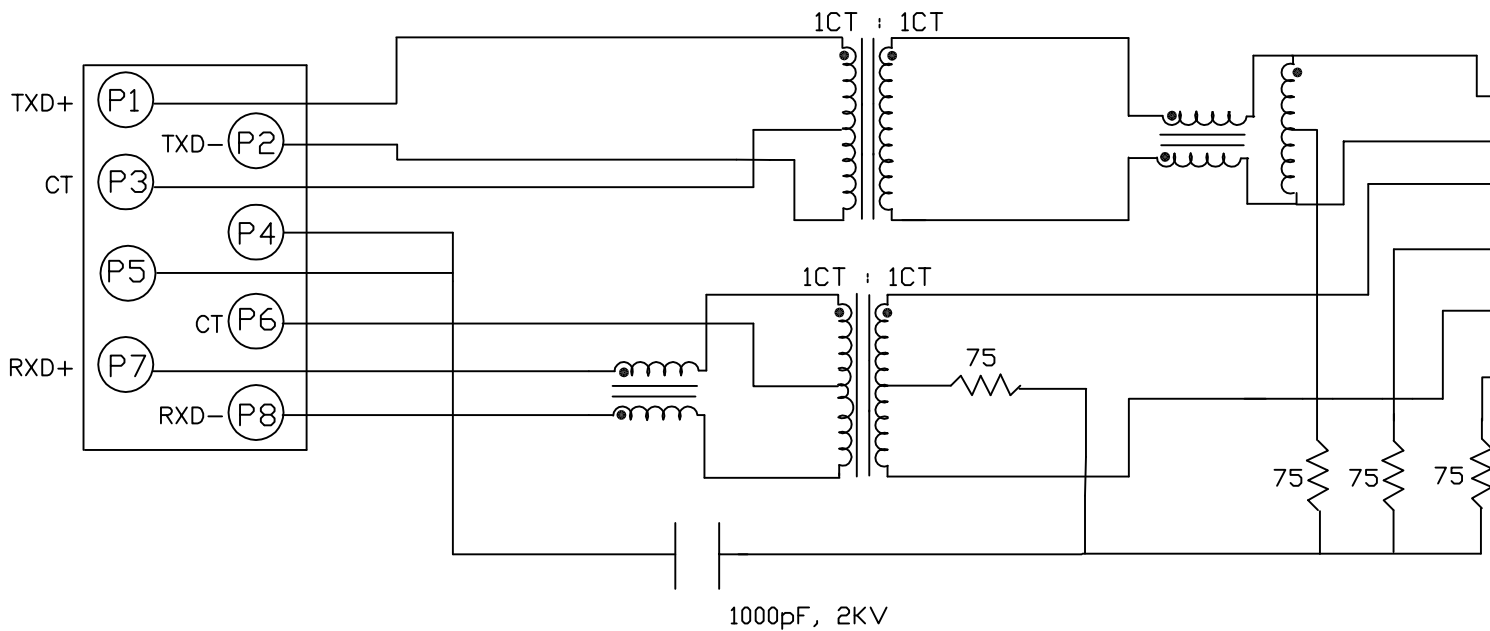 1CT : 1CT
TXD+ P1
TXD- P2
CT P3
P4
P5
1CT : 1CT
CT P6
RXD+ P7
RXD- P8
75
75 75 75
1000pF, 2KV